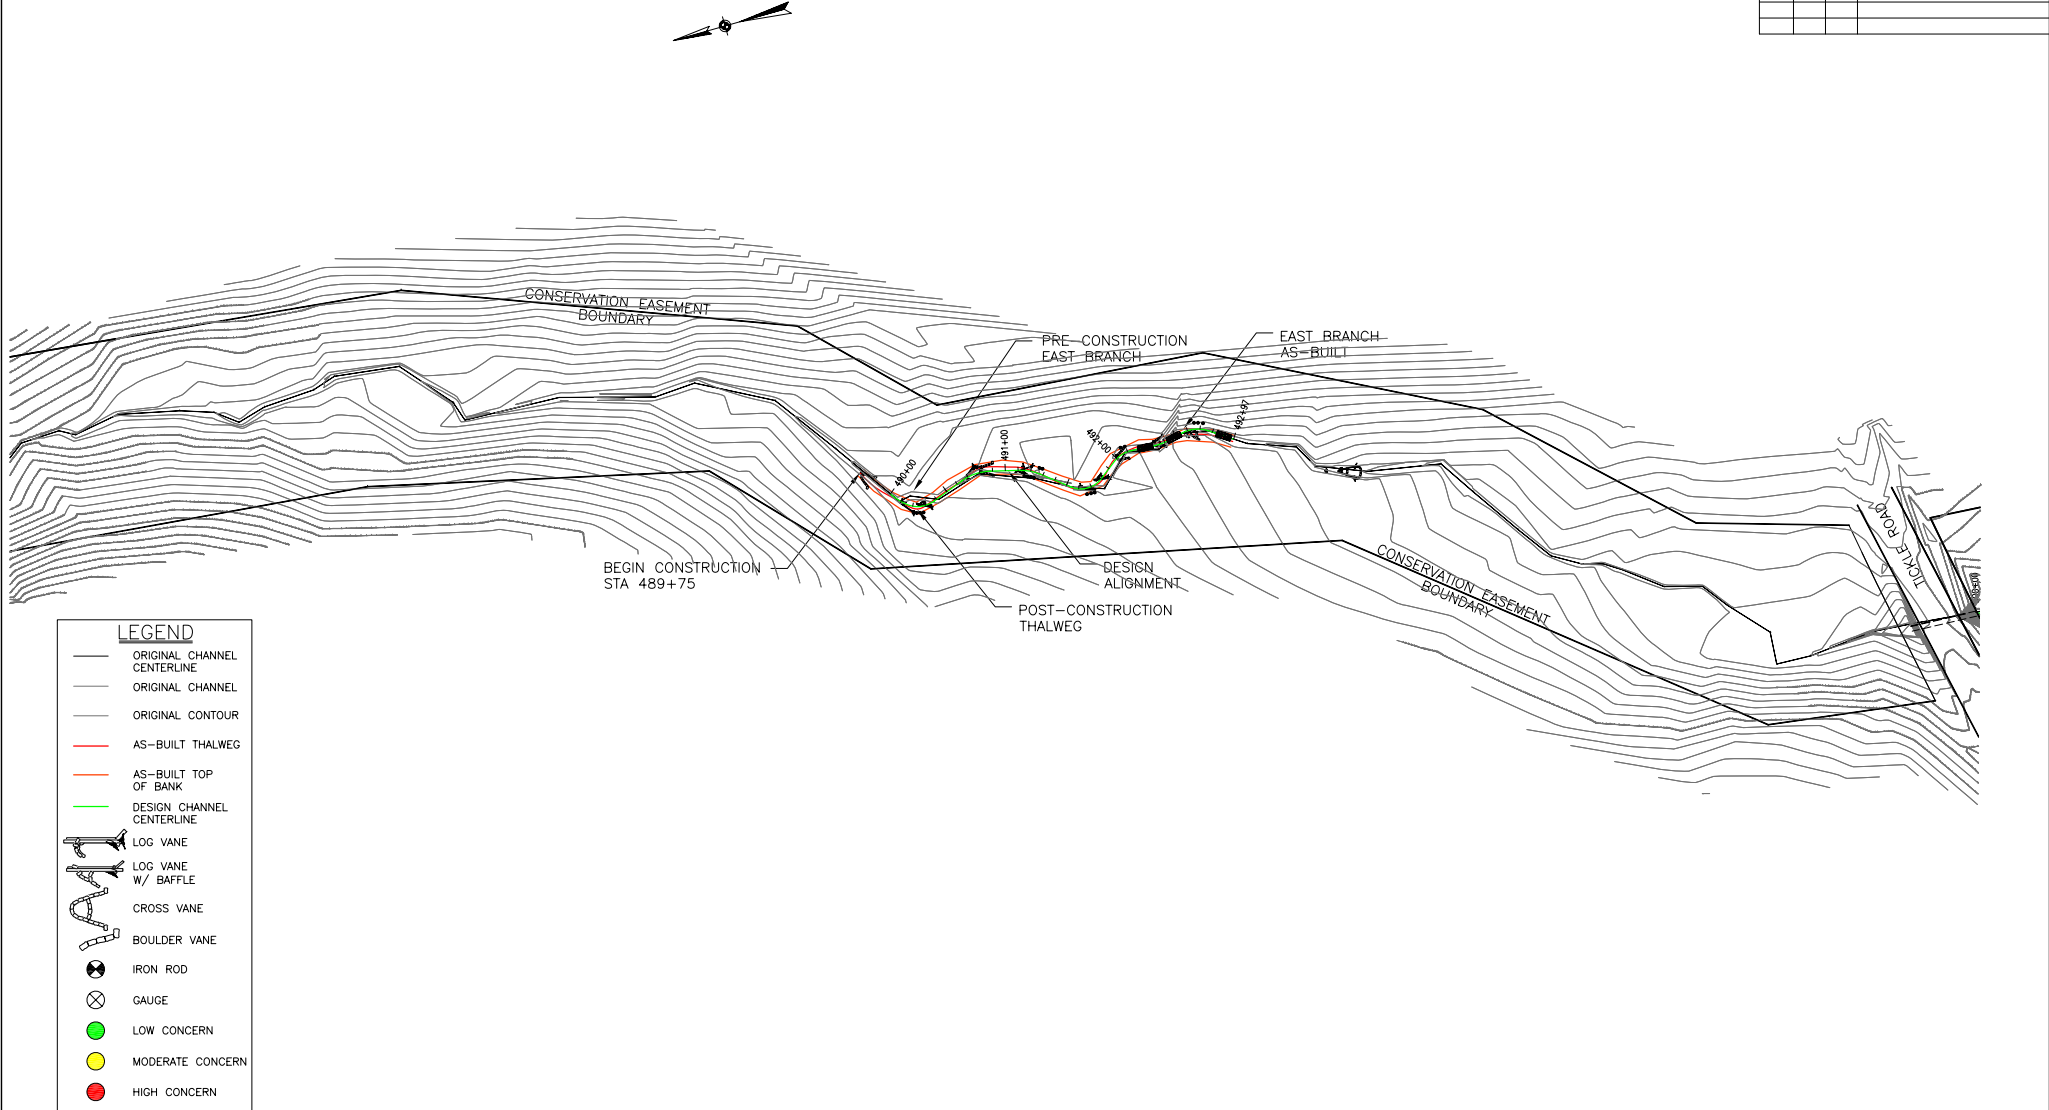 CONSERVATION EASEMENT
BOUNDARY
PRE-CONSTRUCTION
EAST BRANCH
EAST BRANCH
AS-BUILT
490+00
491+00
492+00
492+97
BEGIN CONSTRUCTION
STA 489+75
DESIGN
ALIGNMENT
POST-CONSTRUCTION
THALWEG
CONSERVATION EASEMENT
BOUNDARY
TICKLE ROAD
LEGEND
ORIGINAL CHANNEL
CENTERLINE
ORIGINAL CHANNEL
ORIGINAL CONTOUR
AS-BUILT THALWEG
AS-BUILT TOP
OF BANK
DESIGN CHANNEL
CENTERLINE
LOG VANE
LOG VANE
W/ BAFFLE
CROSS VANE
BOULDER VANE
IRON ROD
GAUGE
LOW CONCERN
MODERATE CONCERN
HIGH CONCERN